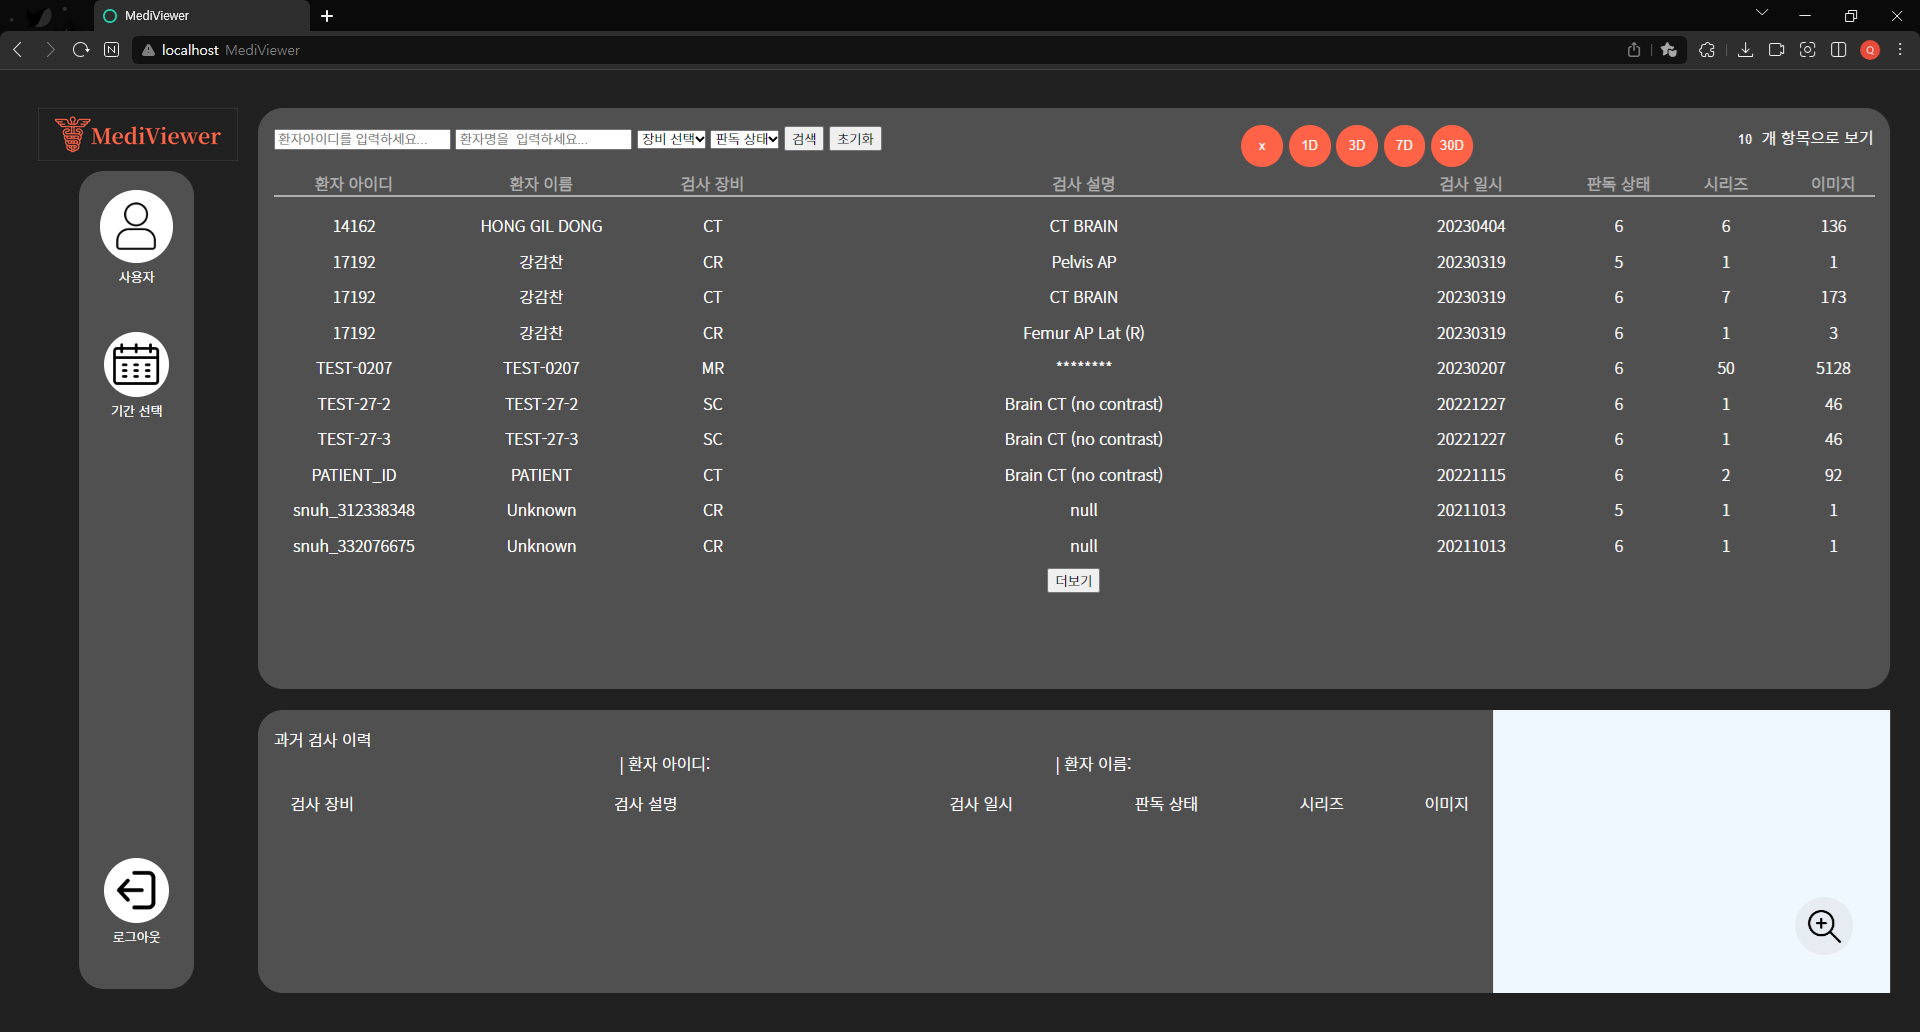 MediViewer
localhost MediViewer
MediViewer
환자아이디를 입력하세요... 환자명을 입력하세요... 장비 선택 판독 상태 검색 초기화 x 1D 3D 7D 30D 10 개 항목으로 보기
환자 아이디 환자 이름 검사 장비 검사 설명 검사 일시 판독 상태 시리즈 이미지
14162 HONG GIL DONG CT CT BRAIN 20230404 6 6 136
17192 강감찬 CR Pelvis AP 20230319 5 1 1
17192 강감찬 CT CT BRAIN 20230319 6 7 173
17192 강감찬 CR Femur AP Lat (R) 20230319 6 1 3
TEST-0207 TEST-0207 MR ******** 20230207 6 50 5128
TEST-27-2 TEST-27-2 SC Brain CT (no contrast) 20221227 6 1 46
TEST-27-3 TEST-27-3 SC Brain CT (no contrast) 20221227 6 1 46
PATIENT_ID PATIENT CT Brain CT (no contrast) 20221115 6 2 92
snuh_312338348 Unknown CR null 20211013 5 1 1
snuh_332076675 Unknown CR null 20211013 6 1 1
더보기
사용자
기간 선택
로그아웃
과거 검사 이력
| 환자 아이디: | 환자 이름:
검사 장비 검사 설명 검사 일시 판독 상태 시리즈 이미지